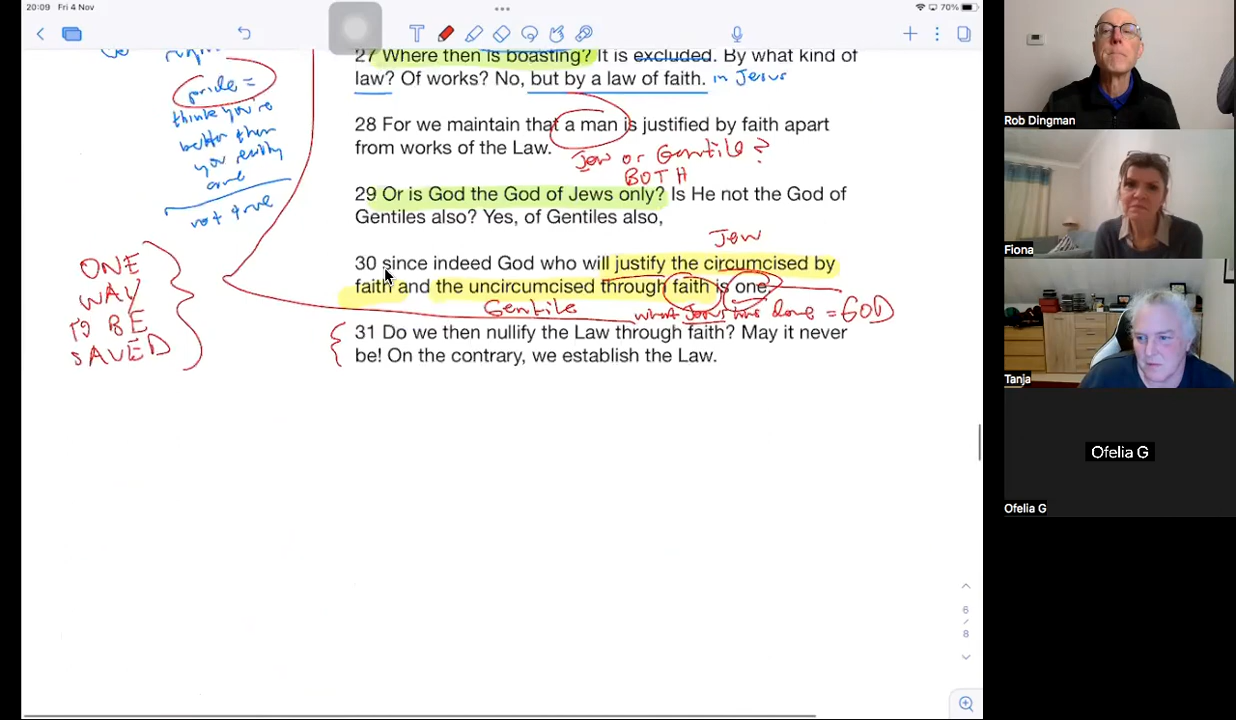 20:09 Fri 4 Nov
70%
27 Where then is boasting? It is excluded. By what kind of
law? Of works? No, but by a law of faith. in Jesus
pride =
think you're
better than
you really
are
not true
28 For we maintain that a man is justified by faith apart
from works of the Law.
Jew or Gentile?
BOTH
29 Or is God the God of Jews only? Is He not the God of
Gentiles also? Yes, of Gentiles also,
Jew
30 since indeed God who will justify the circumcised by
faith and the uncircumcised through faith is one.
Gentile
what Jesus has done = GOD
ONE
WAY
TO BE
SAVED
31 Do we then nullify the Law through faith? May it never
be! On the contrary, we establish the Law.
6
/
8
Rob Dingman
Fiona
Tanja
Ofelia G
Ofelia G